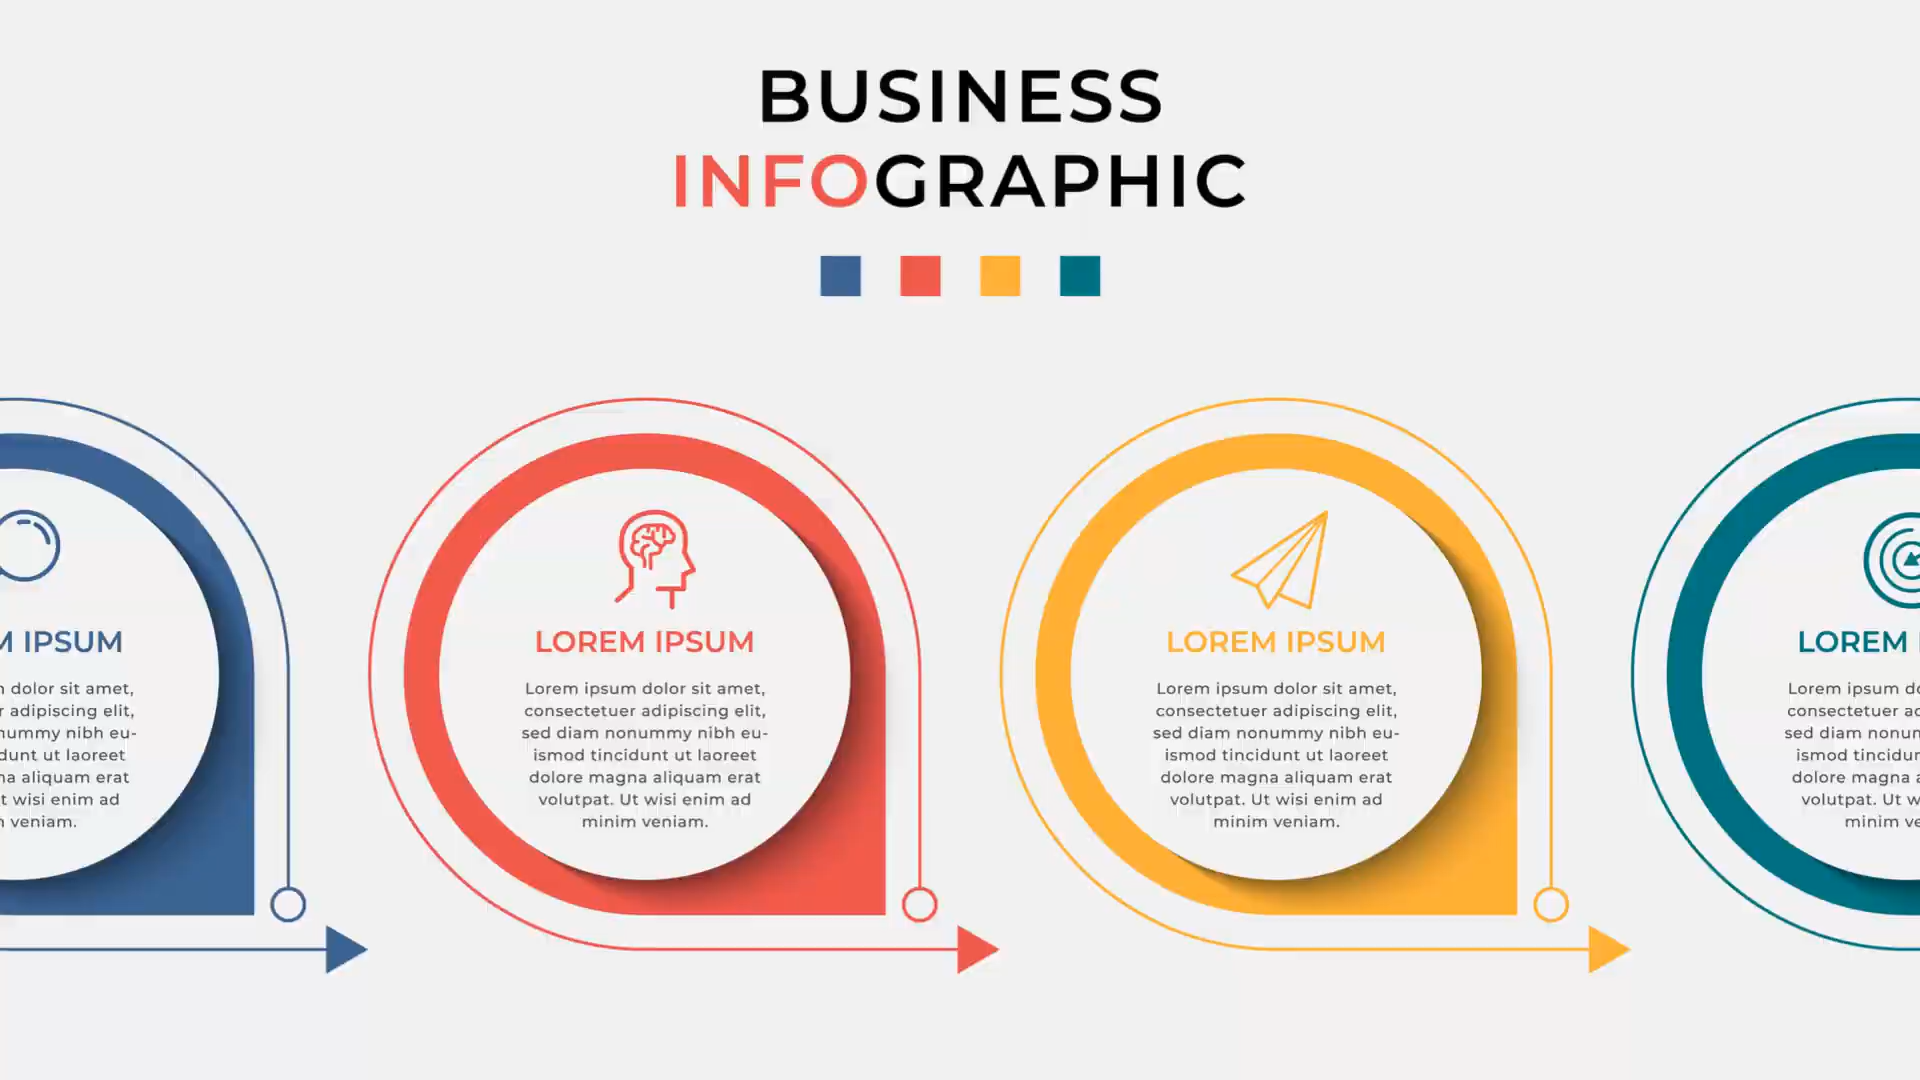 BUSINESS
INFOGRAPHIC
M IPSUM
dolor sit amet,
adipiscing elit,
nummy nibh eu-
dunt ut laoreet
na aliquam erat
t wisi enim ad
veniam.
LOREM IPSUM
Lorem ipsum dolor sit amet,
consectetuer adipiscing elit,
sed diam nonummy nibh eu-
ismod tincidunt ut laoreet
dolore magna aliquam erat
volutpat. Ut wisi enim ad
minim veniam.
LOREM IPSUM
Lorem ipsum dolor sit amet,
consectetuer adipiscing elit,
sed diam nonummy nibh eu-
ismod tincidunt ut laoreet
dolore magna aliquam erat
volutpat. Ut wisi enim ad
minim veniam.
LOREM
Lorem ipsum do
consectetuer a
sed diam nonun
ismod tincidun
dolore magna a
volutpat. Ut w
minim ve